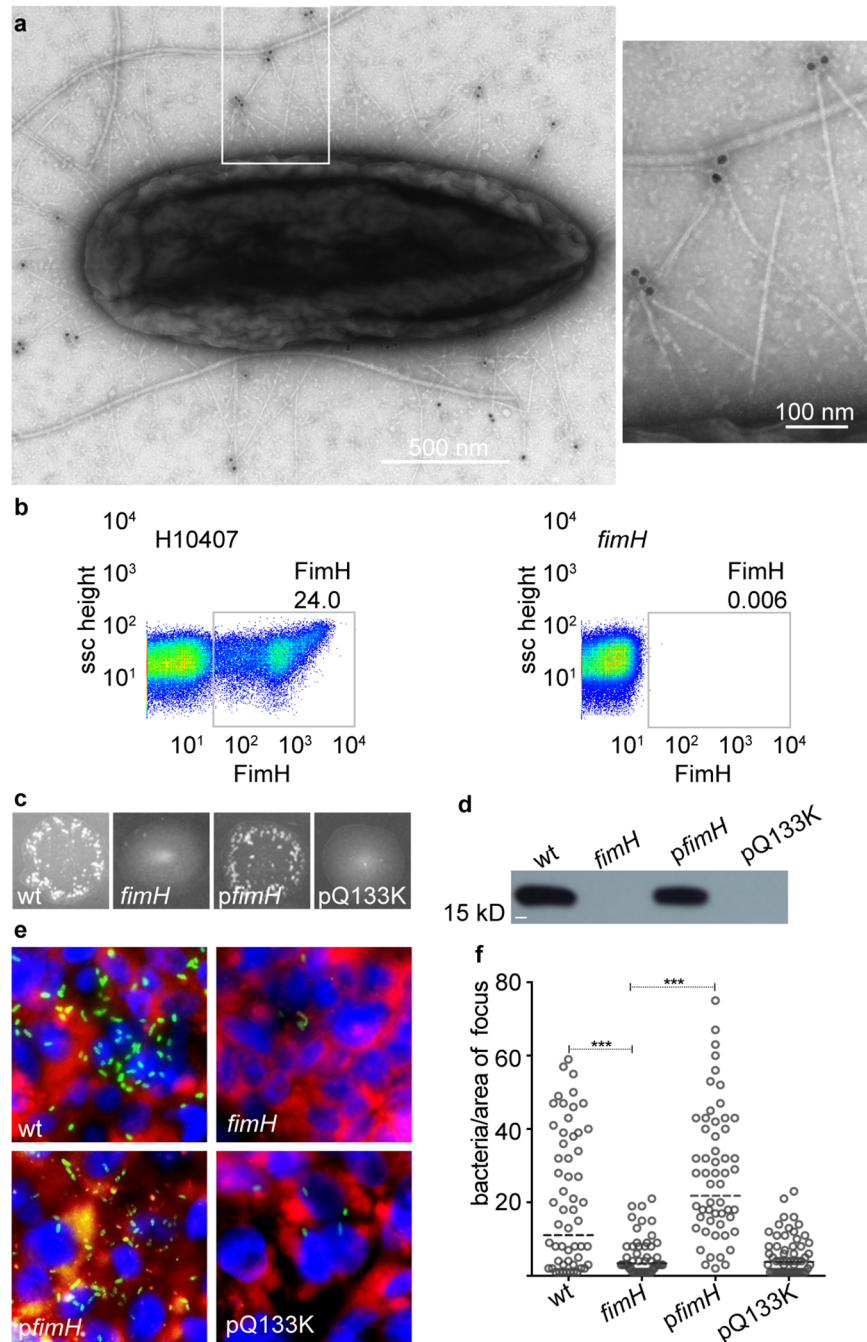 a
500 nm
100 nm
b
H10407
fimH
ssc height
10⁴
10³
10²
10¹
FimH
24.0
10¹ 10² 10³ 10⁴
FimH
ssc height
10⁴
10³
10²
10¹
FimH
0.006
10¹ 10² 10³ 10⁴
FimH
c
wt
fimH
pfimH
pQ133K
d
wt
fimH
pfimH
pQ133K
15 kD
e
wt
fimH
pfimH
pQ133K
f
bacteria/area of focus
80
60
40
20
***
***
wt
fimH
pfimH
pQ133K